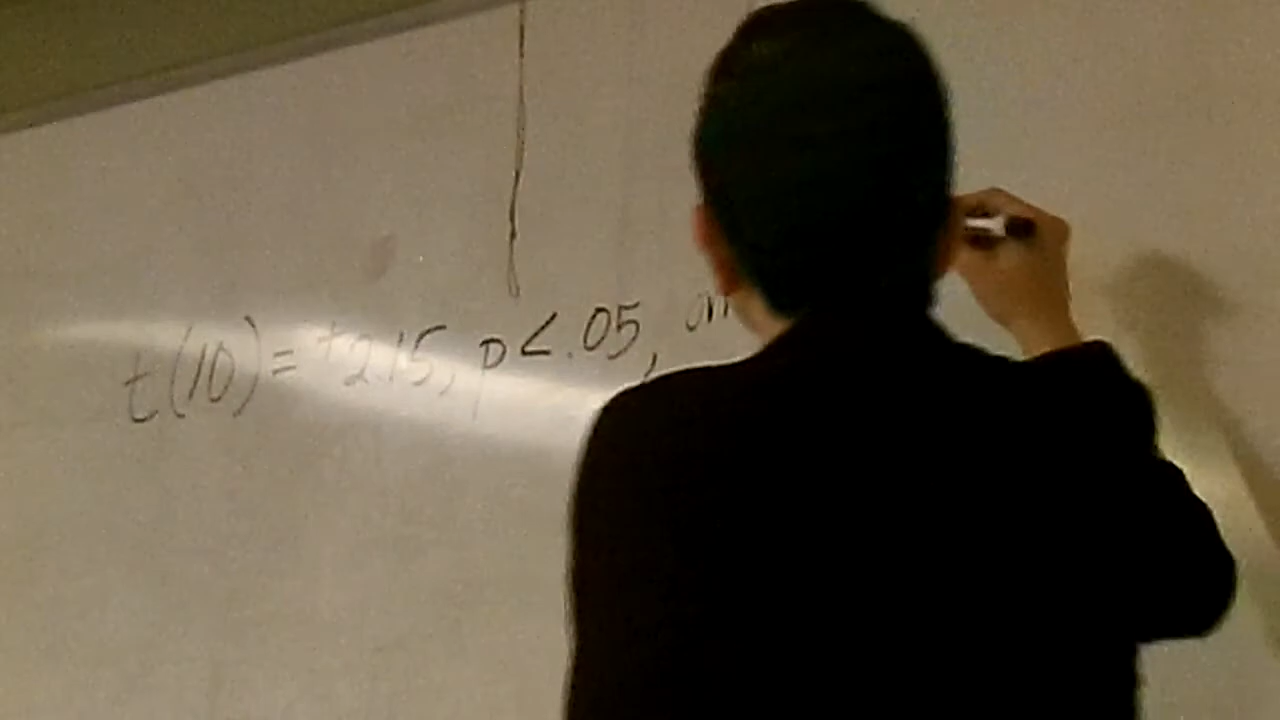 t(10) = +2.15, p < .05,